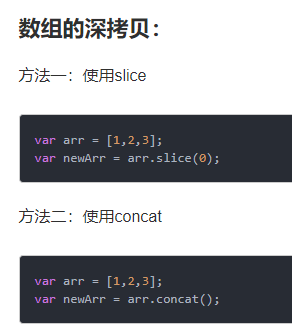 数组的深拷贝：
方法一：使用slice
var arr = [1,2,3];
var newArr = arr.slice(0);
方法二：使用concat
var arr = [1,2,3];
var newArr = arr.concat();